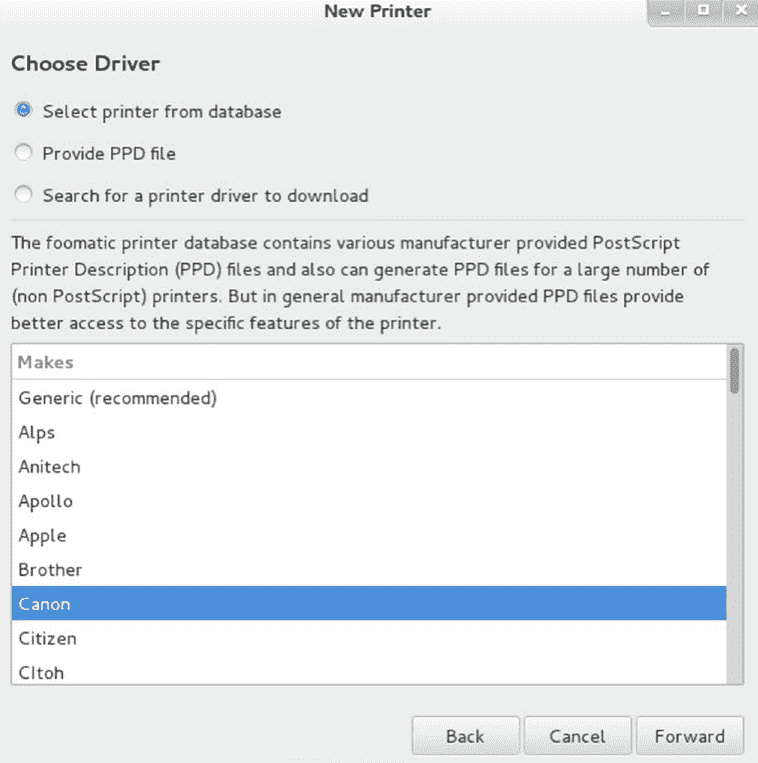 New Printer
Choose Driver
Select printer from database
Provide PPD file
Search for a printer driver to download
The foomatic printer database contains various manufacturer provided PostScript
Printer Description (PPD) files and also can generate PPD files for a large number of
(non PostScript) printers. But in general manufacturer provided PPD files provide
better access to the specific features of the printer.
Makes
Generic (recommended)
Alps
Anitech
Apollo
Apple
Brother
Canon
Citizen
CItoh
Back Cancel Forward